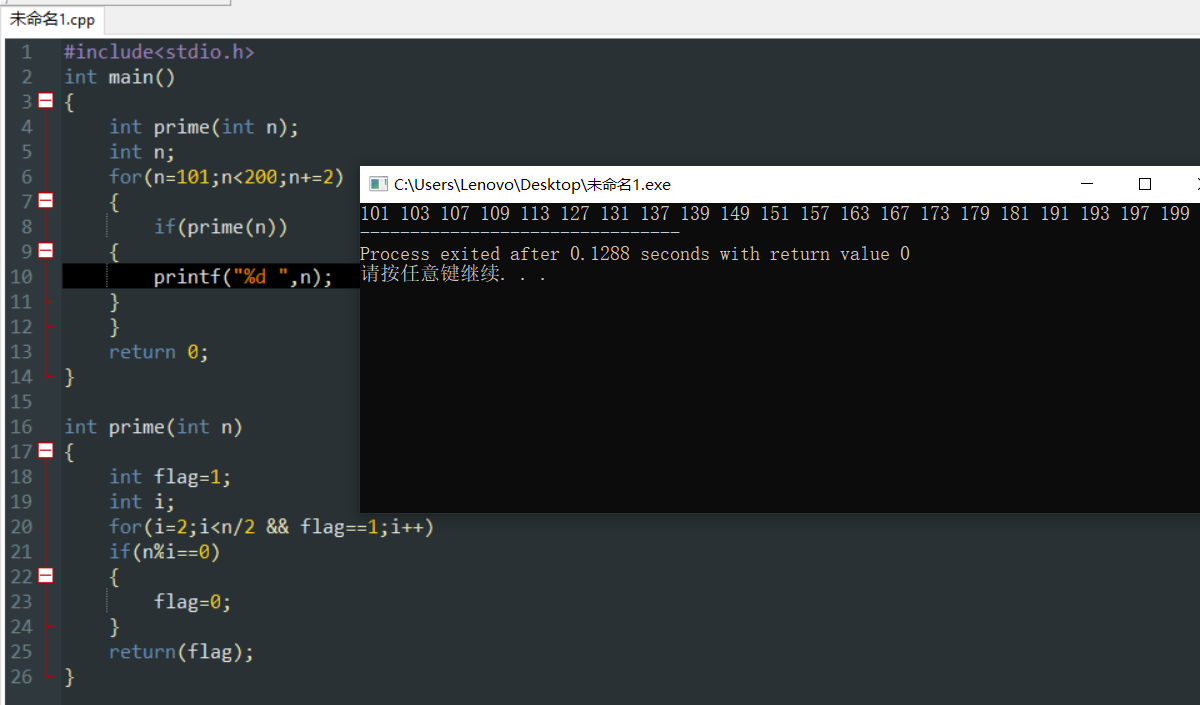 未命名1.cpp
1 #include<stdio.h>
2 int main()
3 {
4 int prime(int n);
5 int n;
6 for(n=101;n<200;n+=2)
7 {
8 if(prime(n))
9 {
10 printf("%d ",n);
11 }
12 }
13 return 0;
14 }
15
16 int prime(int n)
17 {
18 int flag=1;
19 int i;
20 for(i=2;i<n/2 && flag==1;i++)
21 if(n%i==0)
22 {
23 flag=0;
24 }
25 return(flag);
26 }
C:\Users\Lenovo\Desktop\未命名1.exe
101 103 107 109 113 127 131 137 139 149 151 157 163 167 173 179 181 191 193 197 199
--------------------------------
Process exited after 0.1288 seconds with return value 0
请按任意键继续. . .